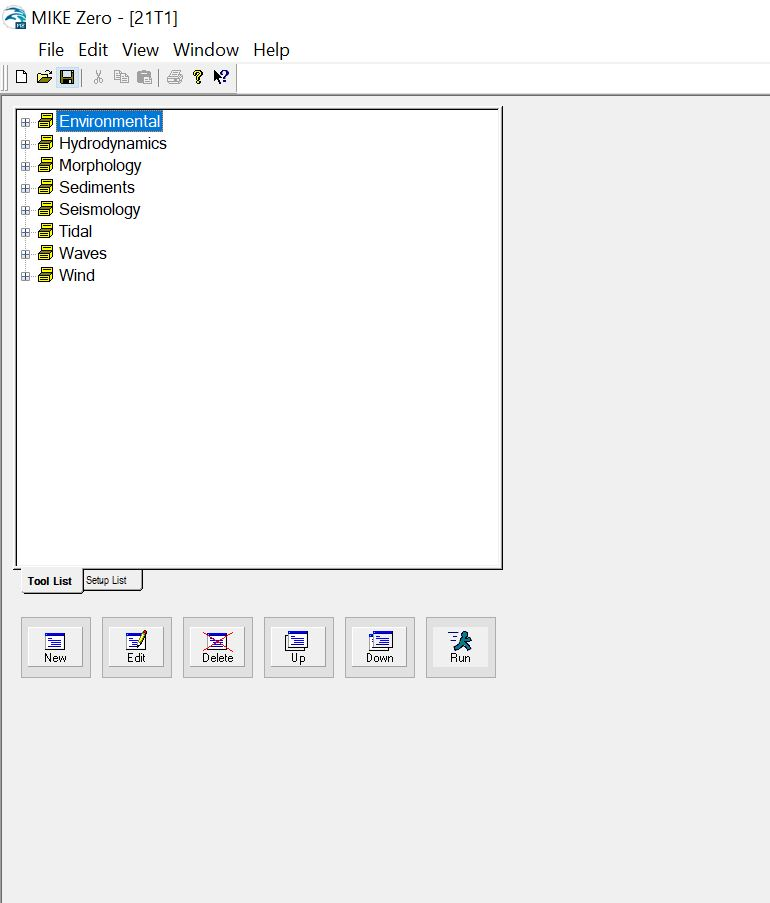 MIKE Zero - [21T1]
File Edit View Window Help
Environmental
Hydrodynamics
Morphology
Sediments
Seismology
Tidal
Waves
Wind
Tool List Setup List
New Edit Delete Up Down Run